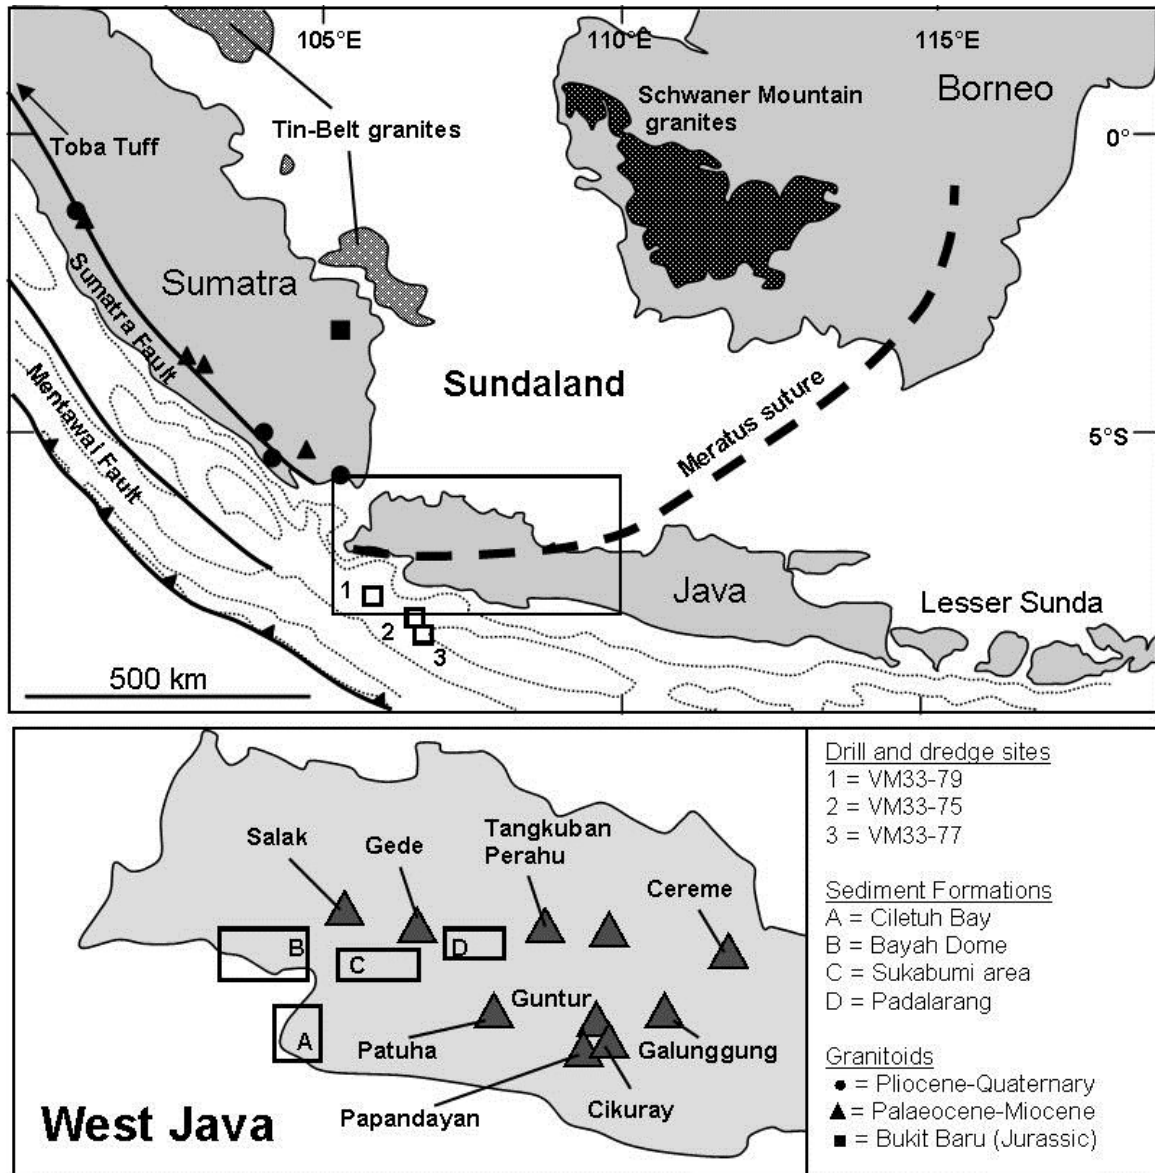 105°E
110°E
115°E
Borneo
Schwaner Mountain
granites
Tin-Belt granites
Toba Tuff
0°
Sumatra
Sumatra Fault
Mentawai Fault
Sundaland
Meratus suture
5°S
1
2
3
Java
Lesser Sunda
500 km
Salak
Gede
Tangkuban
Perahu
Cereme
B
C
D
A
Guntur
Patuha
Galunggung
Papandayan
Cikuray
West Java
Drill and dredge sites
1 = VM33-79
2 = VM33-75
3 = VM33-77
Sediment Formations
A = Ciletuh Bay
B = Bayah Dome
C = Sukabumi area
D = Padalarang
Granitoids
● = Pliocene-Quaternary
▲ = Palaeocene-Miocene
■ = Bukit Baru (Jurassic)